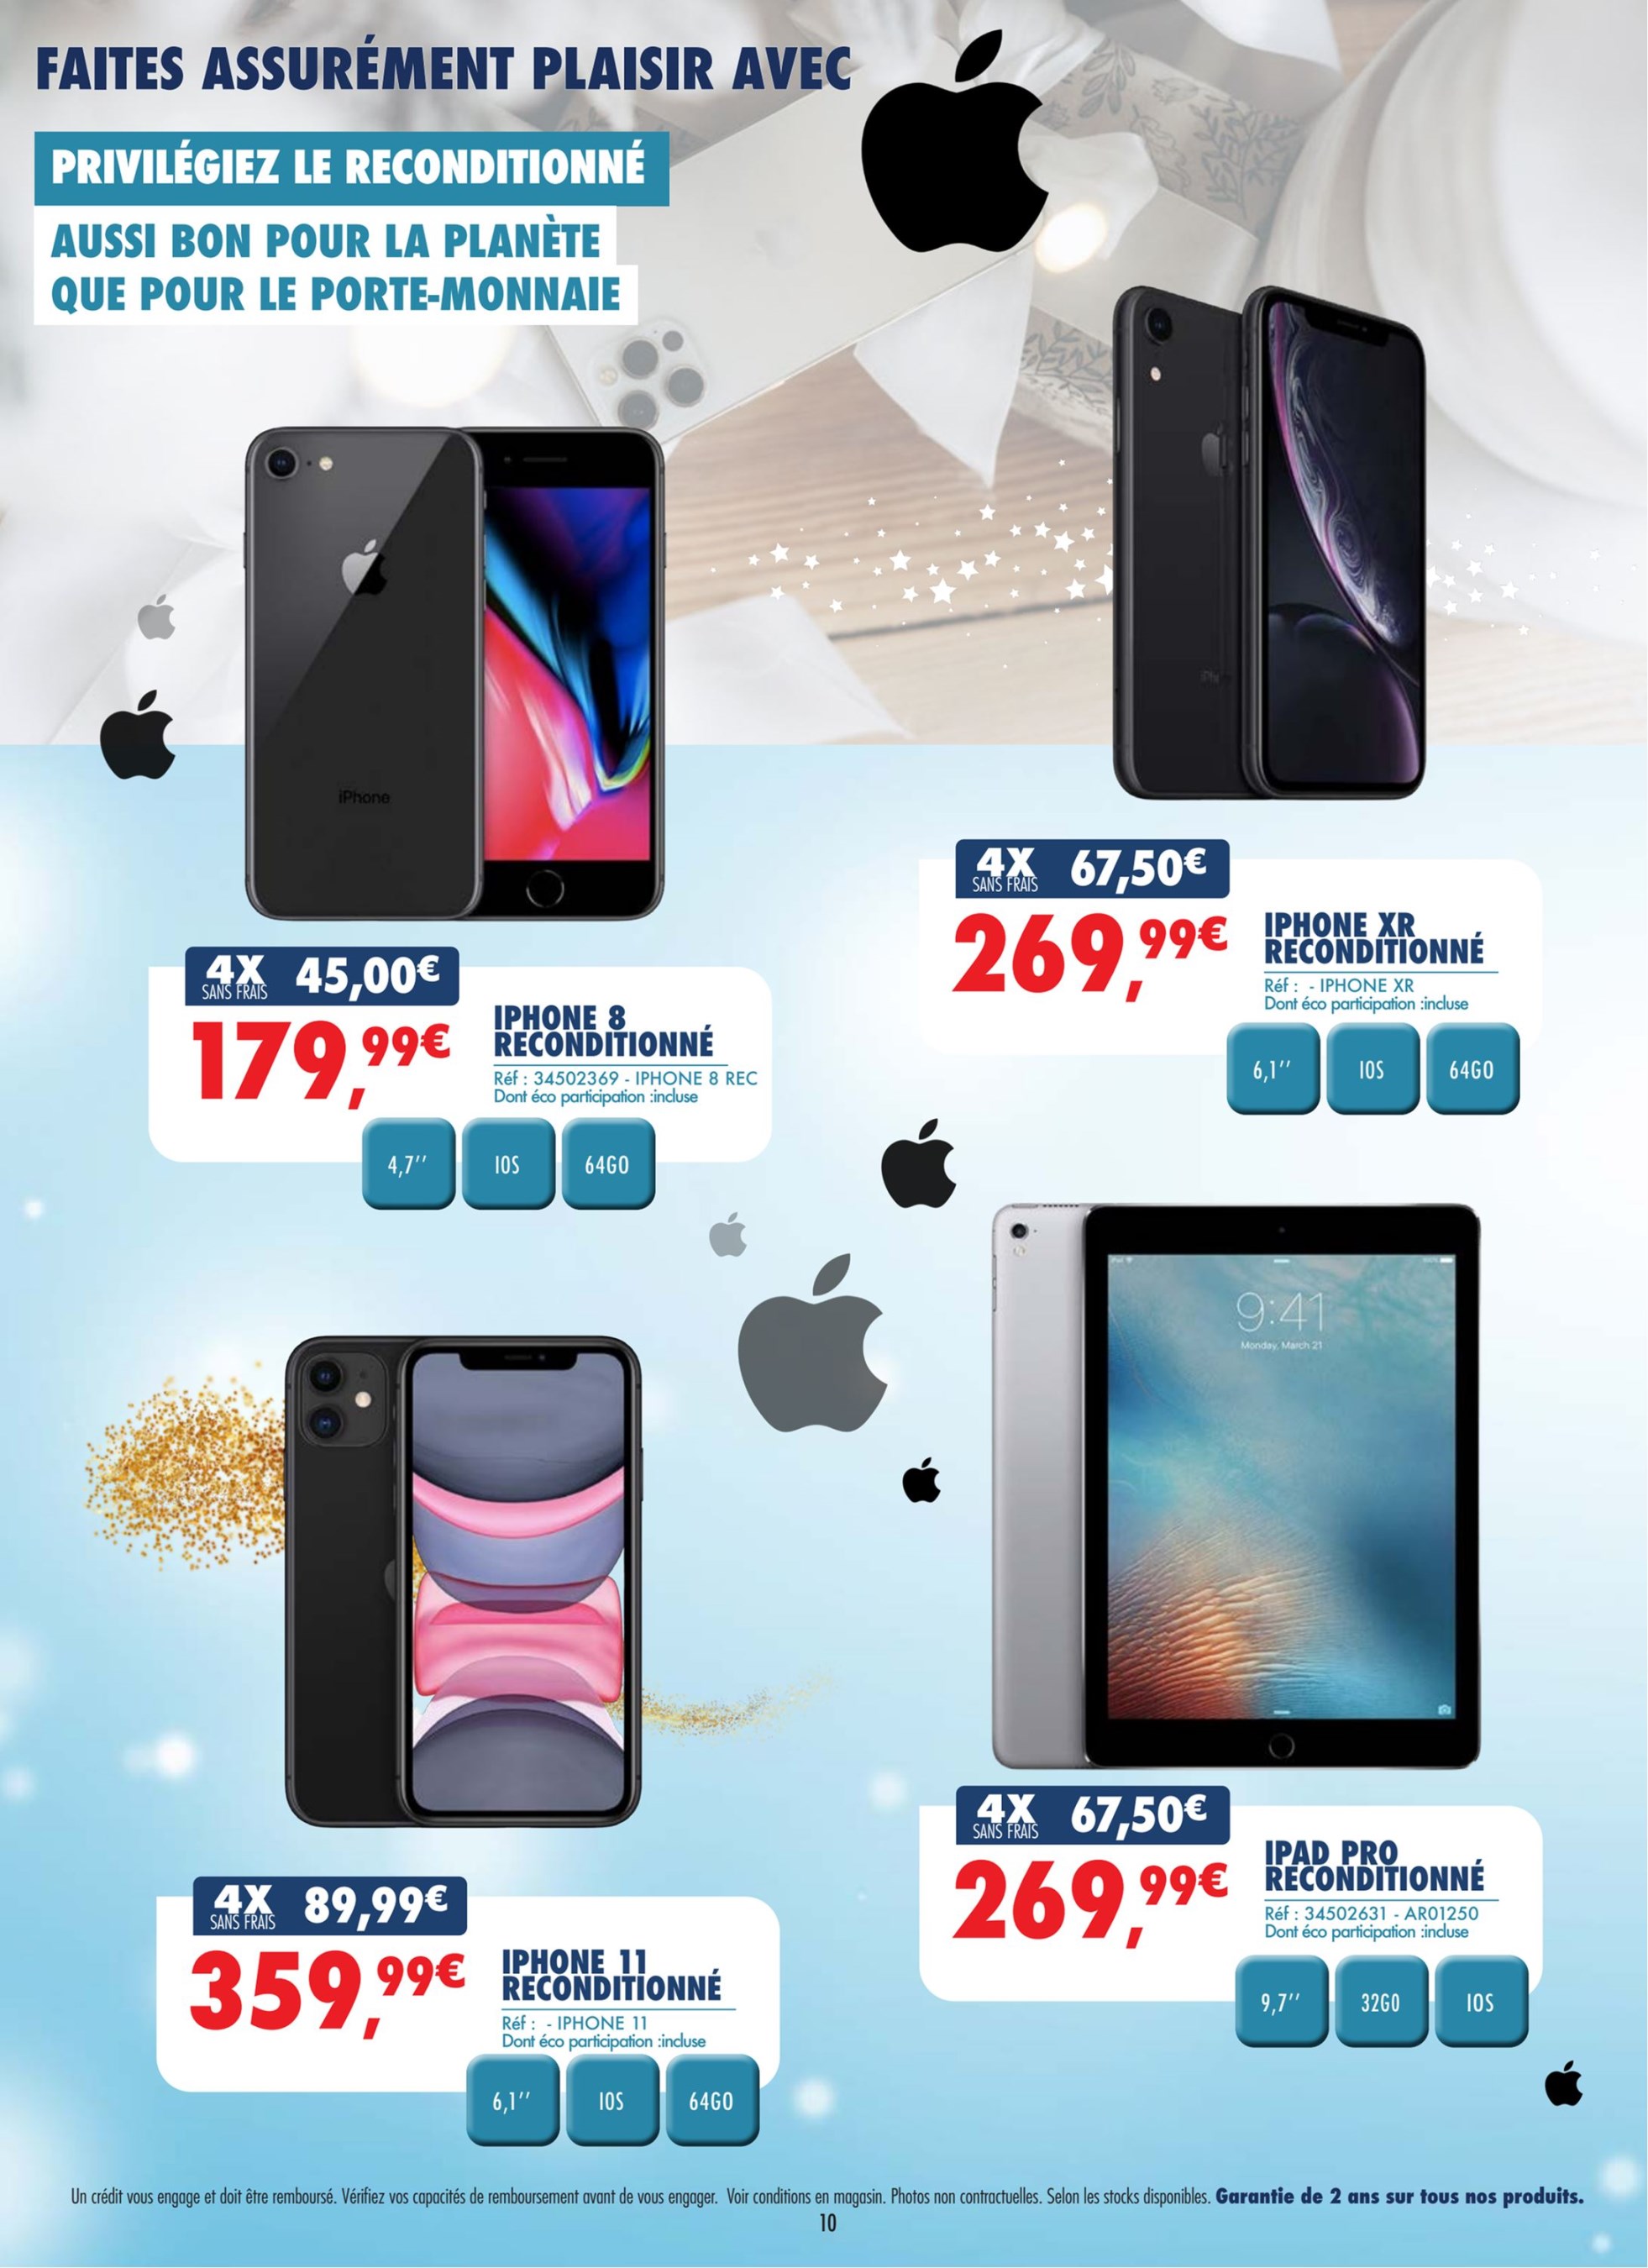 FAITES ASSURÉMENT PLAISIR AVEC
PRIVILÉGIEZ LE RECONDITIONNÉ
AUSSI BON POUR LA PLANÈTE
QUE POUR LE PORTE-MONNAIE
iPhone
4X SANS FRAIS 45,00€
179,99€
IPHONE 8
RECONDITIONNÉ
Réf : 34502369 - IPHONE 8 REC
Dont éco participation :incluse
4,7’’ IOS 64GO
iPh
4X SANS FRAIS 67,50€
269,99€
IPHONE XR
RECONDITIONNÉ
Réf :  - IPHONE XR
Dont éco participation :incluse
6,1’’ IOS 64GO
4X SANS FRAIS 89,99€
359,99€
IPHONE 11
RECONDITIONNÉ
Réf :  - IPHONE 11
Dont éco participation :incluse
6,1’’ IOS 64GO
9:41
Monday, March 21
4X SANS FRAIS 67,50€
269,99€
IPAD PRO
RECONDITIONNÉ
Réf : 34502631 - AR01250
Dont éco participation :incluse
9,7’’ 32GO IOS
Un crédit vous engage et doit être remboursé. Vérifiez vos capacités de remboursement avant de vous engager. Voir conditions en magasin. Photos non contractuelles. Selon les stocks disponibles. Garantie de 2 ans sur tous nos produits.
10